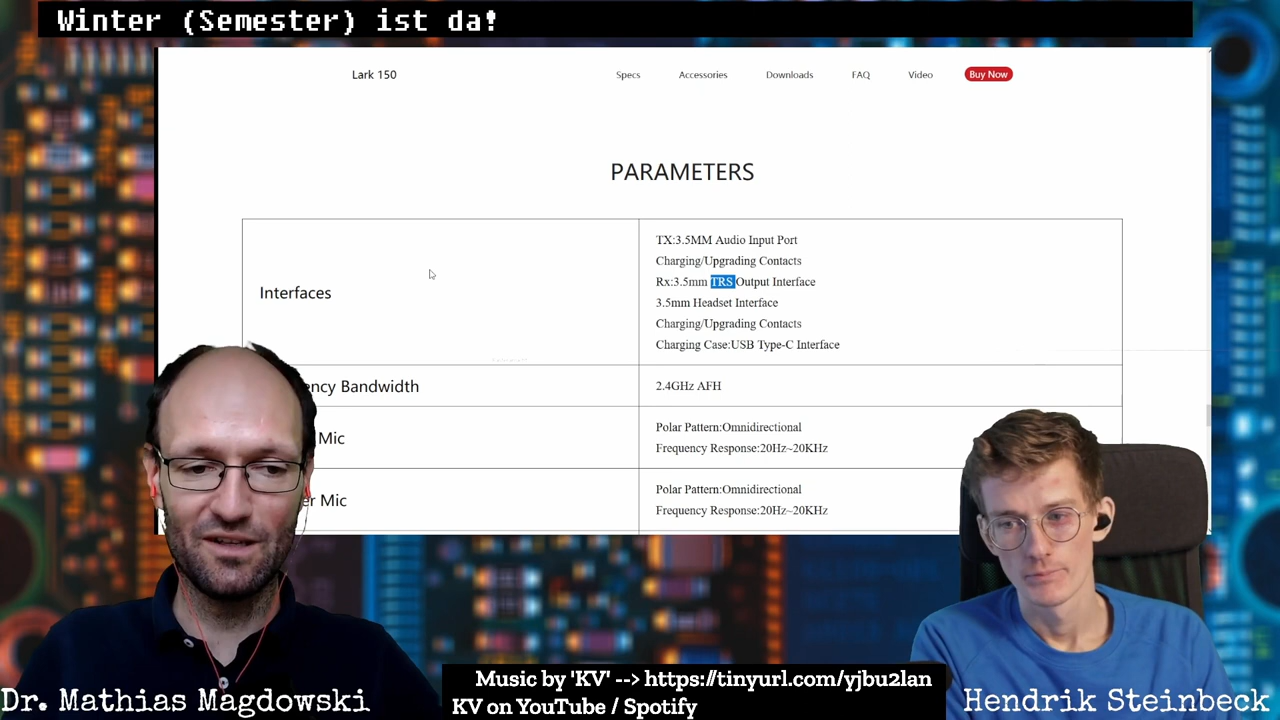 Winter (Semester) ist da!
Lark 150
Specs
Accessories
Downloads
FAQ
Video
Buy Now
PARAMETERS
Interfaces
TX:3.5MM Audio Input Port
Charging/Upgrading Contacts
Rx:3.5mm TRS Output Interface
3.5mm Headset Interface
Charging/Upgrading Contacts
Charging Case:USB Type-C Interface
ency Bandwidth
2.4GHz AFH
Mic
Polar Pattern:Omnidirectional
Frequency Response:20Hz~20KHz
er Mic
Polar Pattern:Omnidirectional
Frequency Response:20Hz~20KHz
Dr. Mathias Magdowski
Music by 'KV' --> https://tinyurl.com/yjbu2lan
KV on YouTube / Spotify
Hendrik Steinbeck